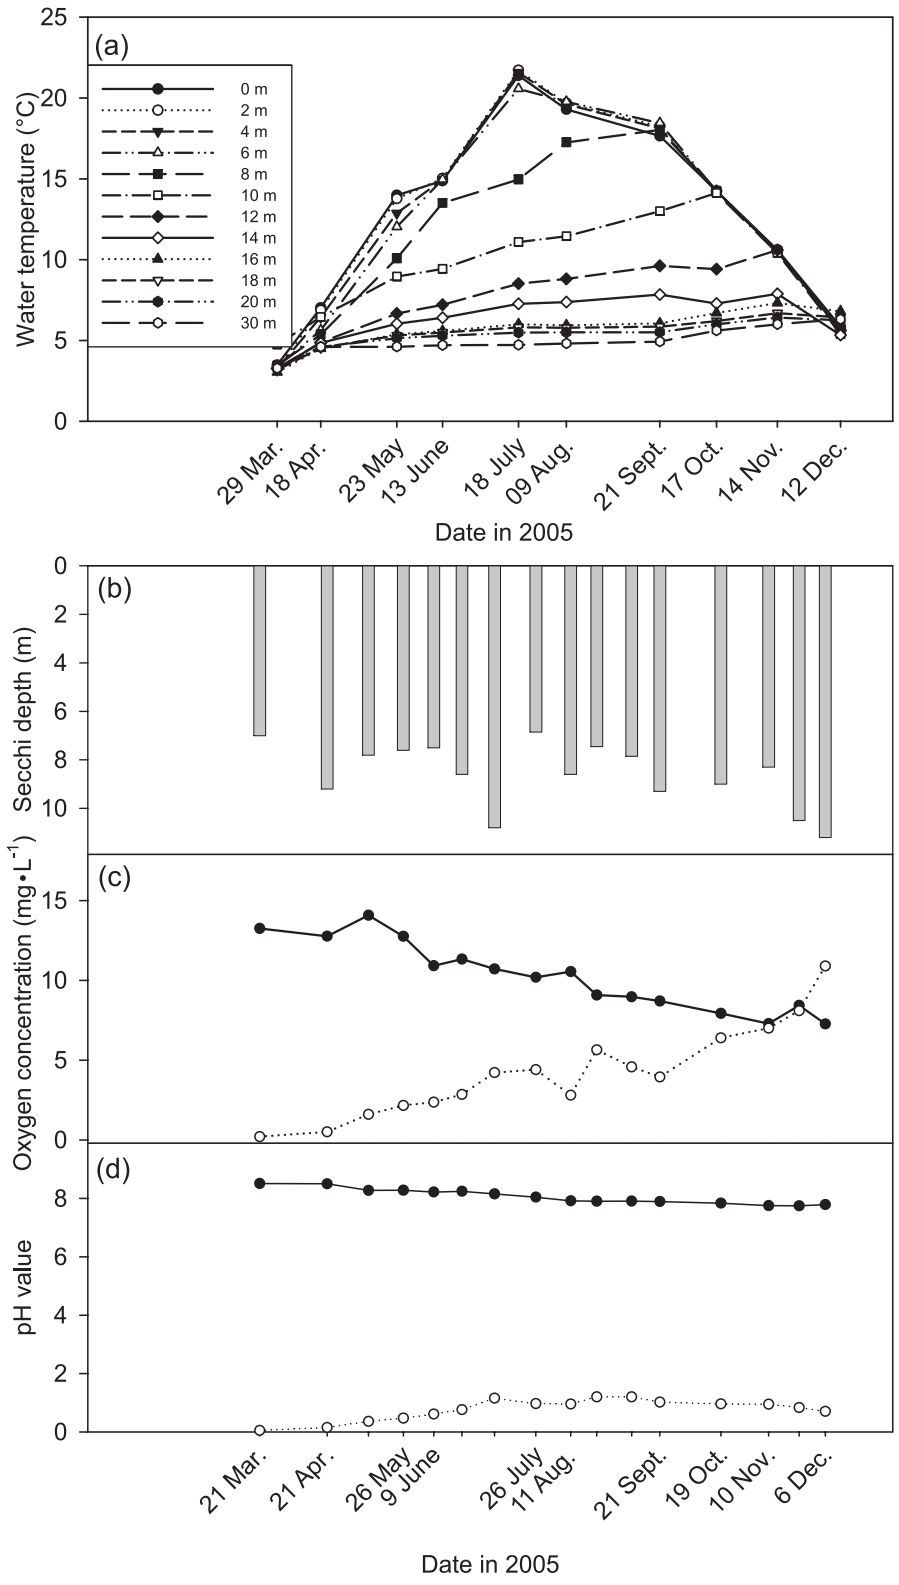 (a)
25
20
15
10
5
0
Water temperature (°C)
0 m
2 m
4 m
6 m
8 m
10 m
12 m
14 m
16 m
18 m
20 m
30 m
29 Mar.
18 Apr.
23 May
13 June
18 July
09 Aug.
21 Sept.
17 Oct.
14 Nov.
12 Dec.
Date in 2005
(b)
0
2
4
6
8
10
Secchi depth (m)
(c)
15
10
5
0
Oxygen concentration (mg•L⁻¹)
(d)
8
6
4
2
0
pH value
21 Mar.
21 Apr.
26 May
9 June
26 July
11 Aug.
21 Sept.
19 Oct.
10 Nov.
6 Dec.
Date in 2005